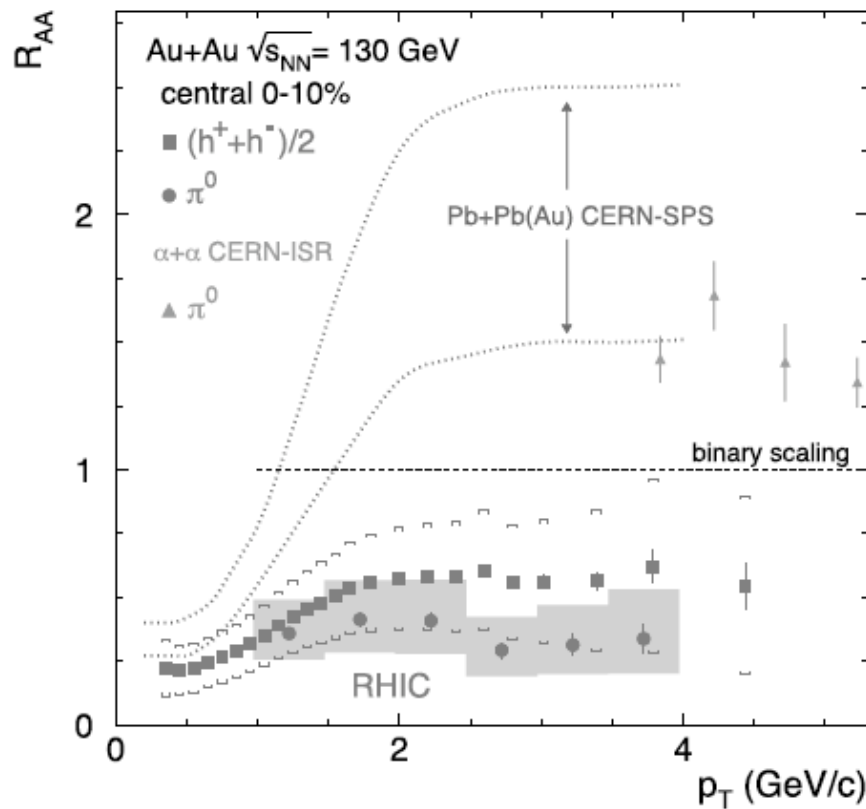 R_AA
Au+Au √s_NN = 130 GeV
central 0-10%
(h⁺+h⁻)/2
π⁰
α+α CERN-ISR
π⁰
Pb+Pb(Au) CERN-SPS
binary scaling
RHIC
2
1
0
0 2 4
p_T (GeV/c)